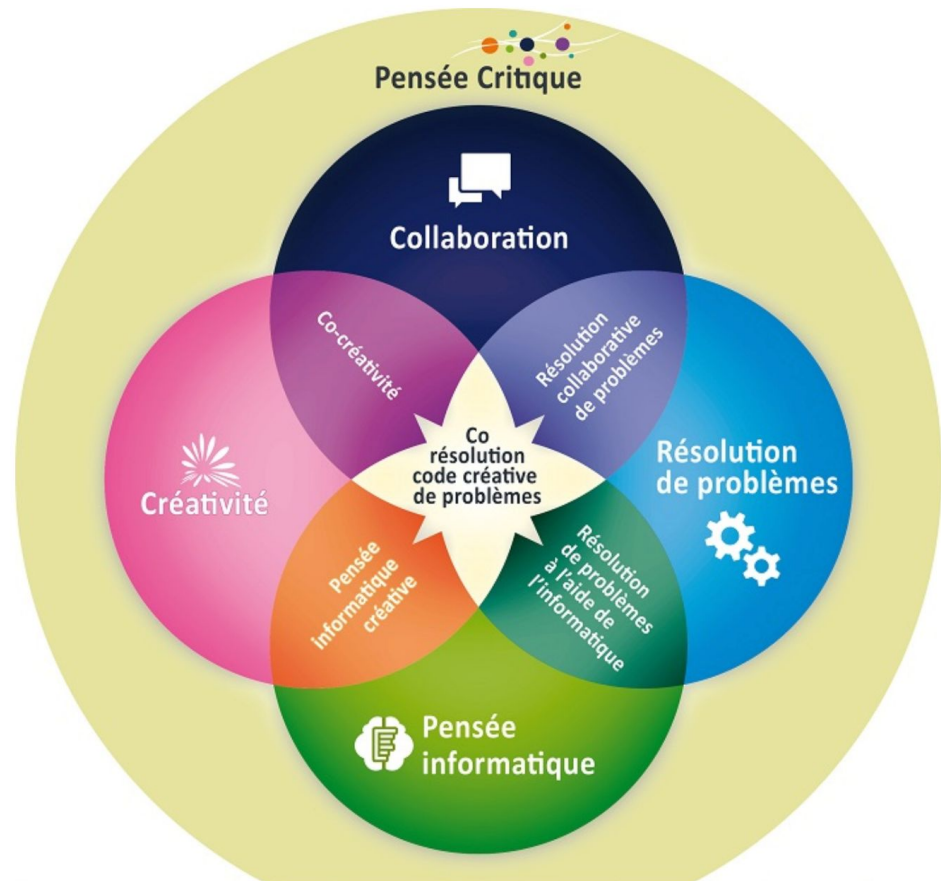 Pensée Critique
Collaboration
Co-créativité
Résolution
collaborative
de problèmes
Créativité
Co
résolution
code créative
de problèmes
Résolution
de problèmes
Pensée
informatique
créative
Résolution
de problèmes
à l'aide de
l'informatique
Pensée
informatique